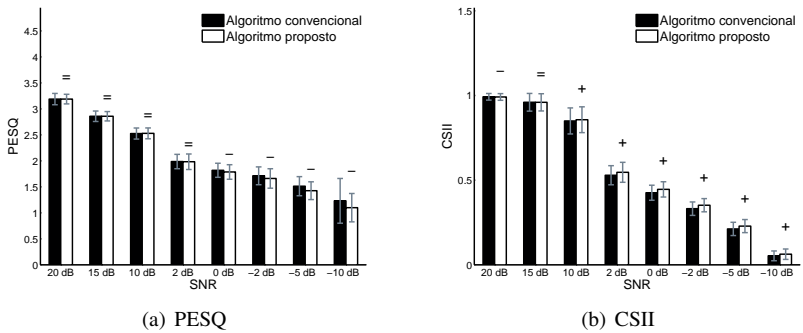 Algoritmo convencional
Algoritmo proposto
PESQ
4.5
4
3.5
3
2.5
2
1.5
1
0.5
0
= = = = − − − −
20 dB 15 dB 10 dB 2 dB 0 dB −2 dB −5 dB −10 dB
SNR
(a) PESQ
Algoritmo convencional
Algoritmo proposto
CSII
1.5
1
0.5
0
− = + + + + + +
20 dB 15 dB 10 dB 2 dB 0 dB −2 dB −5 dB −10 dB
SNR
(b) CSII